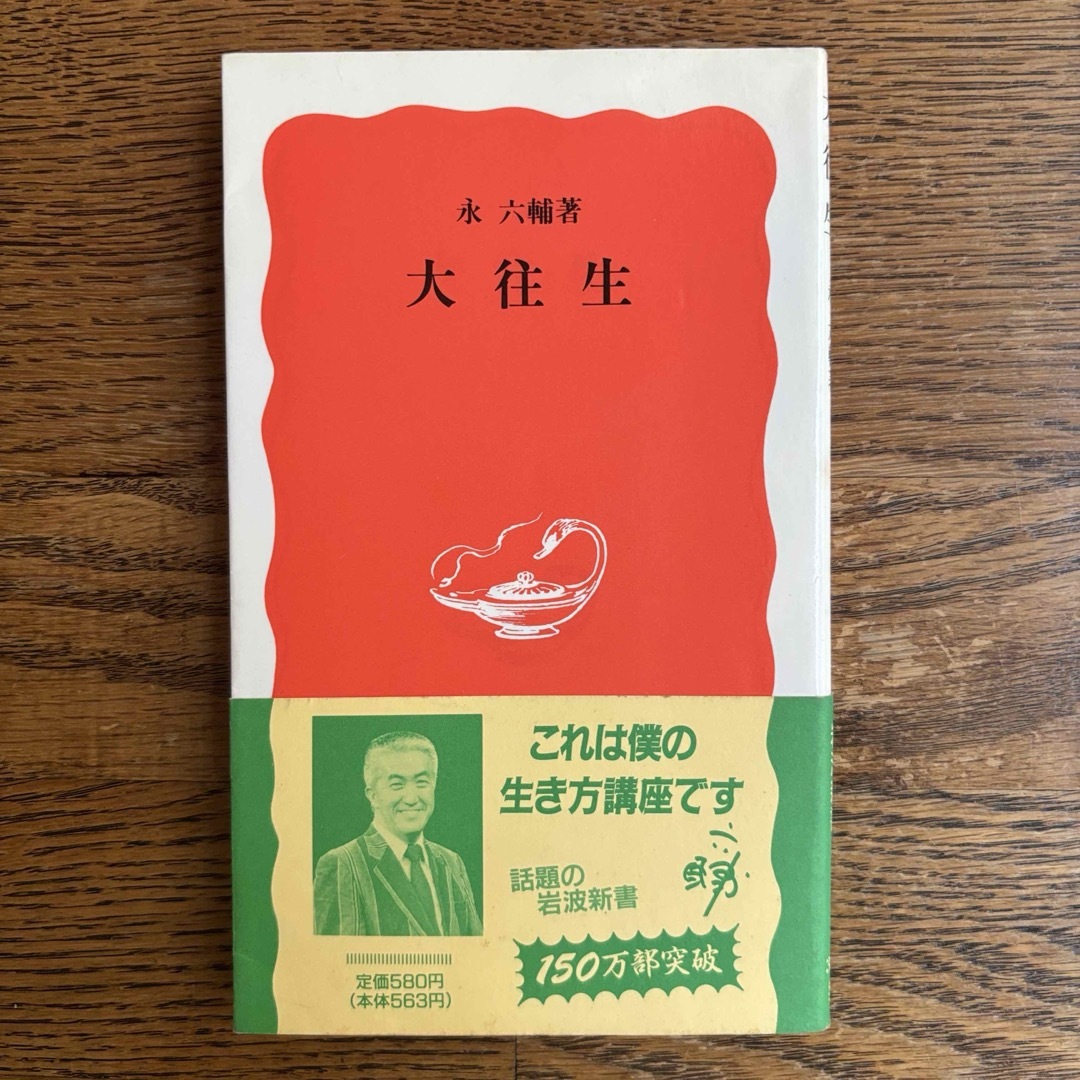 永 六輔著
大往生
これは僕の
生き方講座です
話題の
岩波新書
150万部突破
定価580円
(本体563円)